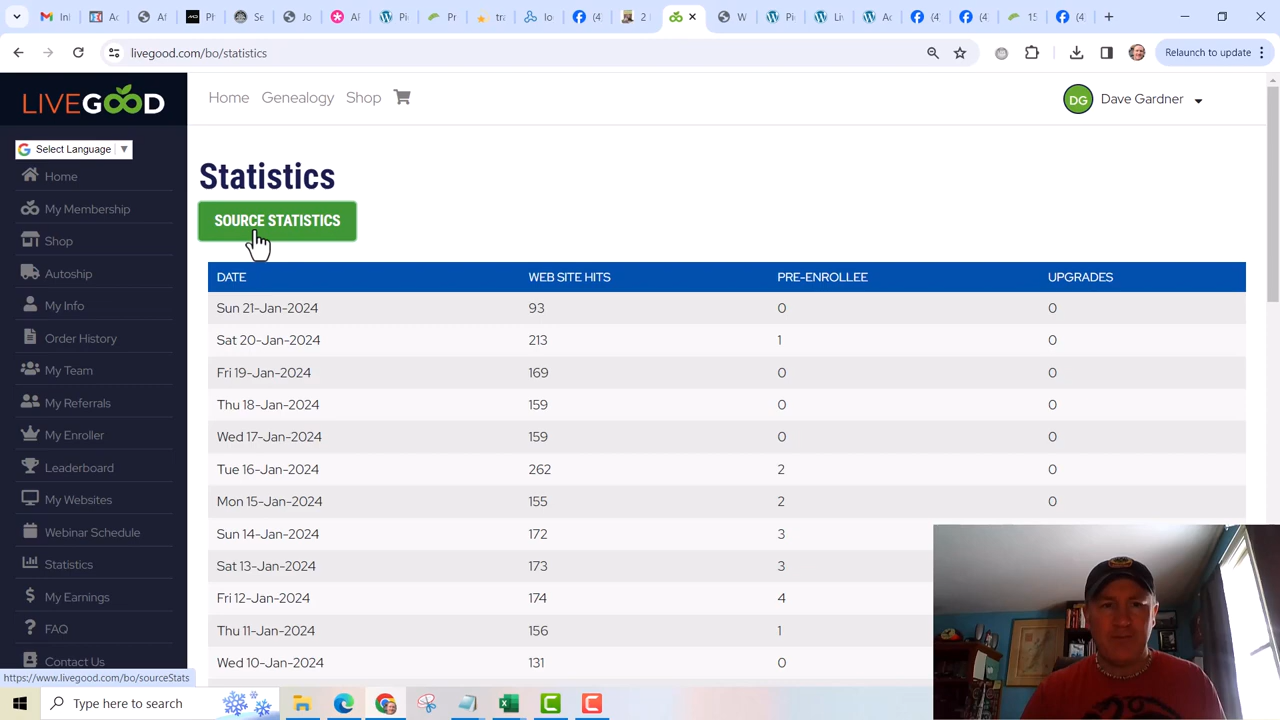 In
livegood.com/bo/statistics
Relaunch to update
LIVEGOOD
Home
Genealogy
Shop
DG
Dave Gardner
Select Language
Home
My Membership
Shop
Autoship
My Info
Order History
My Team
My Referrals
My Enroller
Leaderboard
My Websites
Webinar Schedule
Statistics
My Earnings
FAQ
Contact Us
Statistics
SOURCE STATISTICS
DATE WEB SITE HITS PRE-ENROLLEE UPGRADES
Sun 21-Jan-2024 93 0 0
Sat 20-Jan-2024 213 1 0
Fri 19-Jan-2024 169 0 0
Thu 18-Jan-2024 159 0 0
Wed 17-Jan-2024 159 0 0
Tue 16-Jan-2024 262 2 0
Mon 15-Jan-2024 155 2 0
Sun 14-Jan-2024 172 3
Sat 13-Jan-2024 173 3
Fri 12-Jan-2024 174 4
Thu 11-Jan-2024 156 1
Wed 10-Jan-2024 131 0
https://www.livegood.com/bo/sourceStats
Type here to search